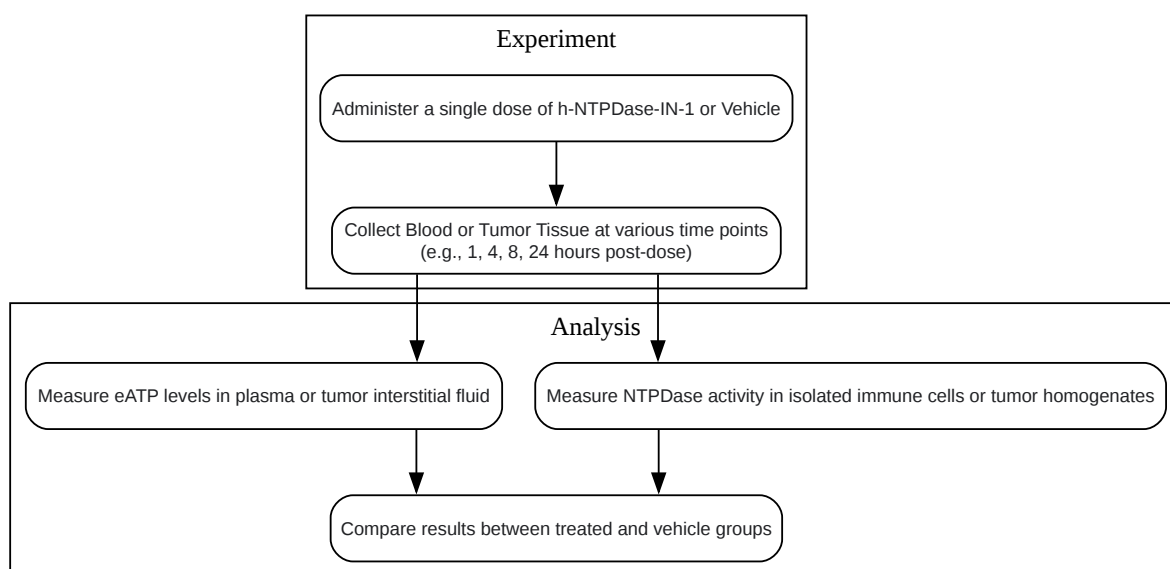 Experiment
Administer a single dose of h-NTPDase-IN-1 or Vehicle
Collect Blood or Tumor Tissue at various time points
(e.g., 1, 4, 8, 24 hours post-dose)
Analysis
Measure eATP levels in plasma or tumor interstitial fluid
Measure NTPDase activity in isolated immune cells or tumor homogenates
Compare results between treated and vehicle groups